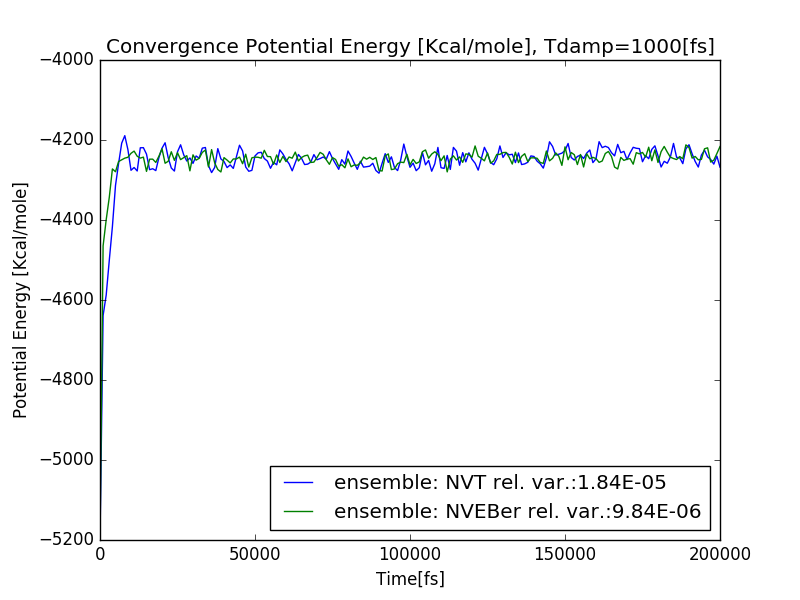 Convergence Potential Energy [Kcal/mole], Tdamp=1000[fs]
−4000
−4200
−4400
−4600
−4800
−5000
−5200
Potential Energy [Kcal/mole]
ensemble: NVT rel. var.:1.84E-05
ensemble: NVEBer rel. var.:9.84E-06
0 50000 100000 150000 200000
Time[fs]